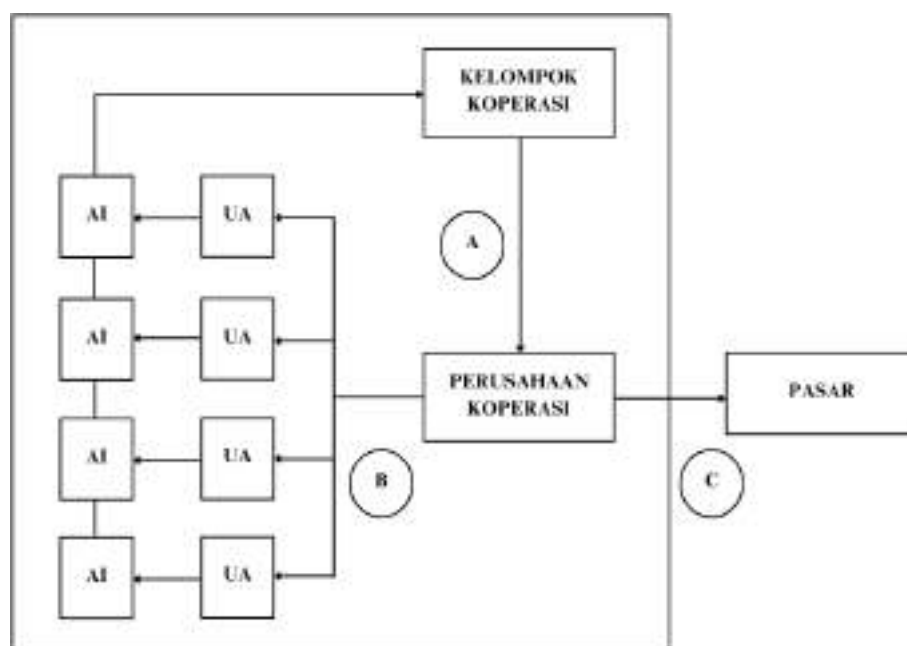 KELOMPOK
KOPERASI
AI
UA
A
AI
UA
PERUSAHAAN
KOPERASI
PASAR
AI
UA
B
C
AI
UA